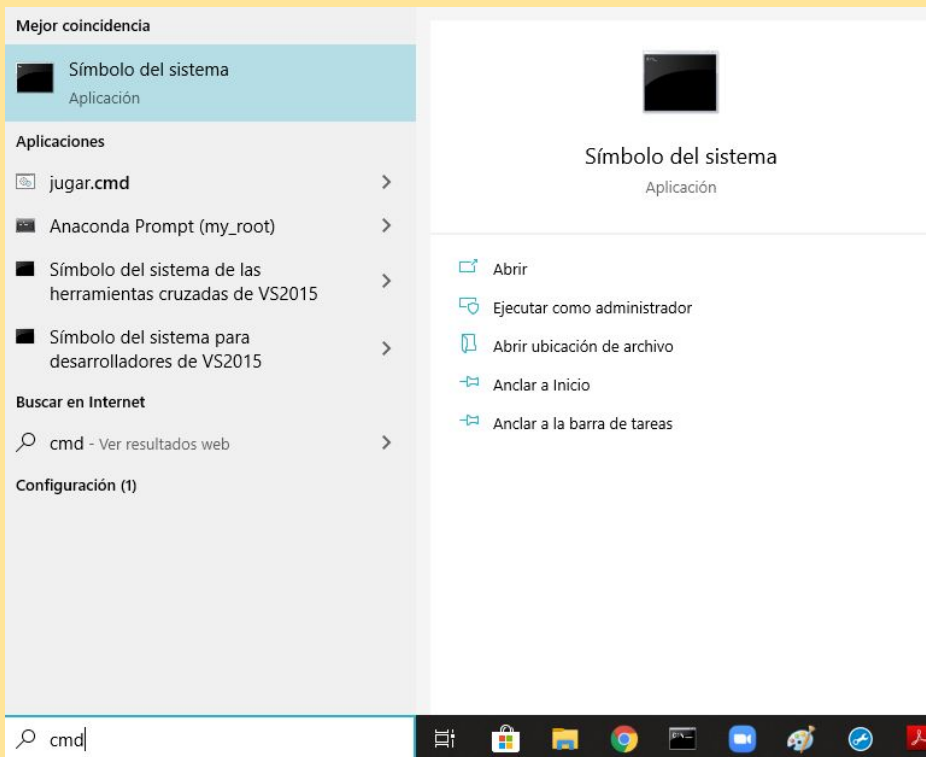 Mejor coincidencia
Símbolo del sistema
Aplicación
Aplicaciones
jugar.cmd
Anaconda Prompt (my_root)
Símbolo del sistema de las
herramientas cruzadas de VS2015
Símbolo del sistema para
desarrolladores de VS2015
Buscar en Internet
cmd - Ver resultados web
Configuración (1)
cmd
Símbolo del sistema
Aplicación
Abrir
Ejecutar como administrador
Abrir ubicación de archivo
Anclar a Inicio
Anclar a la barra de tareas